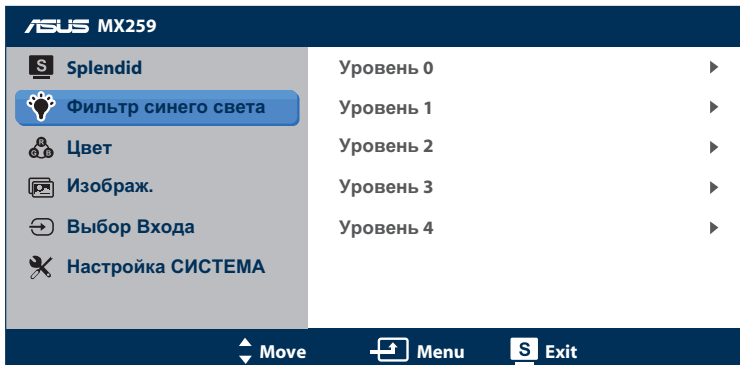 ASUS MX259
S Splendid
Уровень 0
Фильтр синего света
Уровень 1
R G B Цвет
Уровень 2
Изображ.
Уровень 3
Выбор Входа
Уровень 4
Настройка СИСТЕМА
Move Menu S Exit